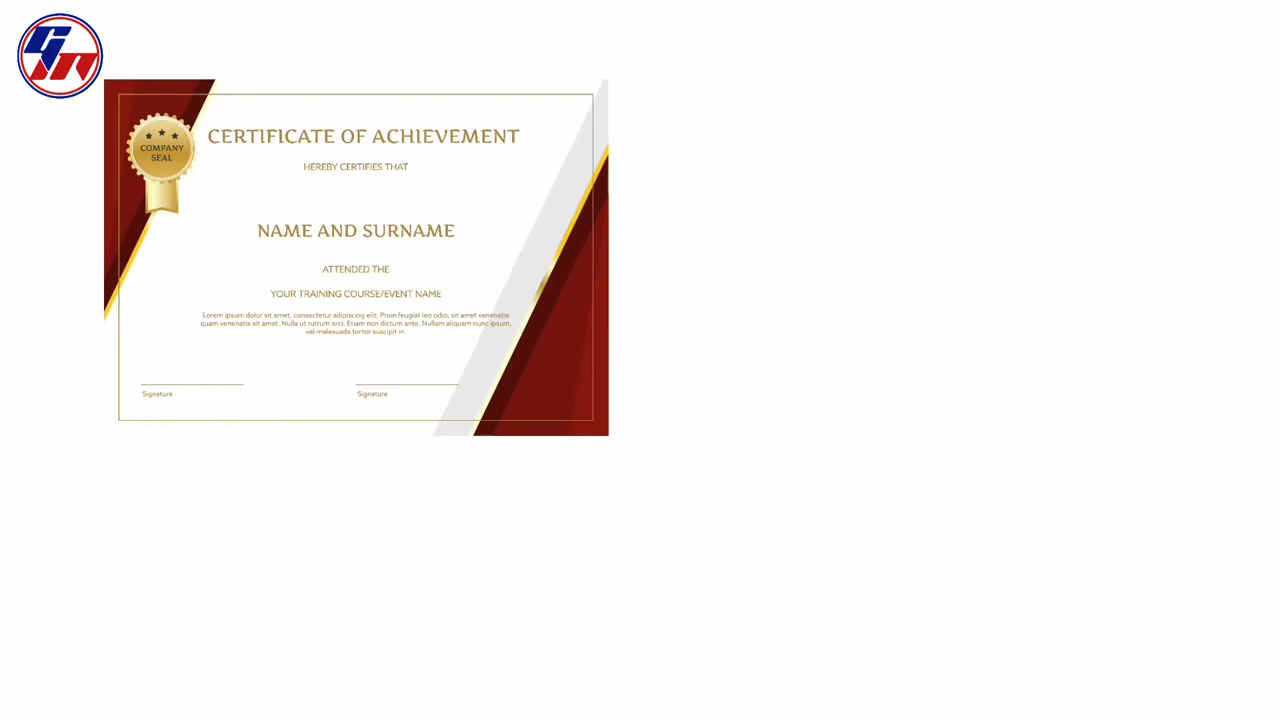 CERTIFICATE OF ACHIEVEMENT
COMPANY
SEAL
HEREBY CERTIFIES THAT
NAME AND SURNAME
ATTENDED THE
YOUR TRAINING COURSE/EVENT NAME
Lorem ipsum dolor sit amet, consectetur adipiscing elit. Proin feugiat leo odio, sit amet venenatis
quam venenatis sit amet. Nulla ut rutrum orci. Etiam non dictum ante. Nullam aliquam nunc ipsum,
vel malesuada tortor suscipit in.
Signature
Signature